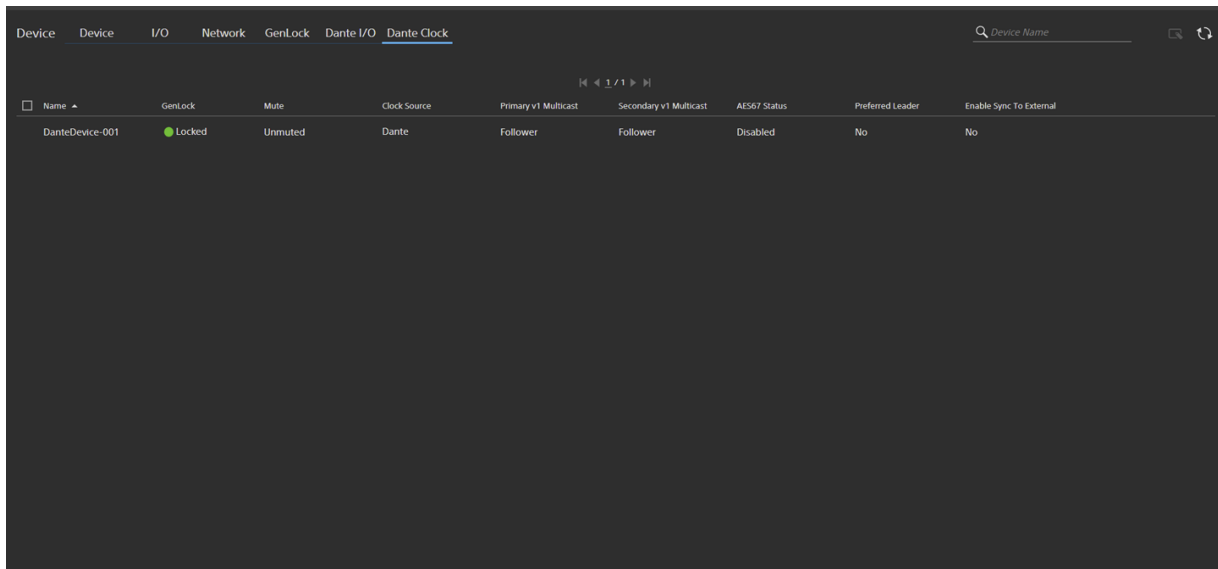 Device Device I/O Network GenLock Dante I/O Dante Clock Device Name
1 / 1
Name GenLock Mute Clock Source Primary v1 Multicast Secondary v1 Multicast AES67 Status Preferred Leader Enable Sync To External
DanteDevice-001 Locked Unmuted Dante Follower Follower Disabled No No